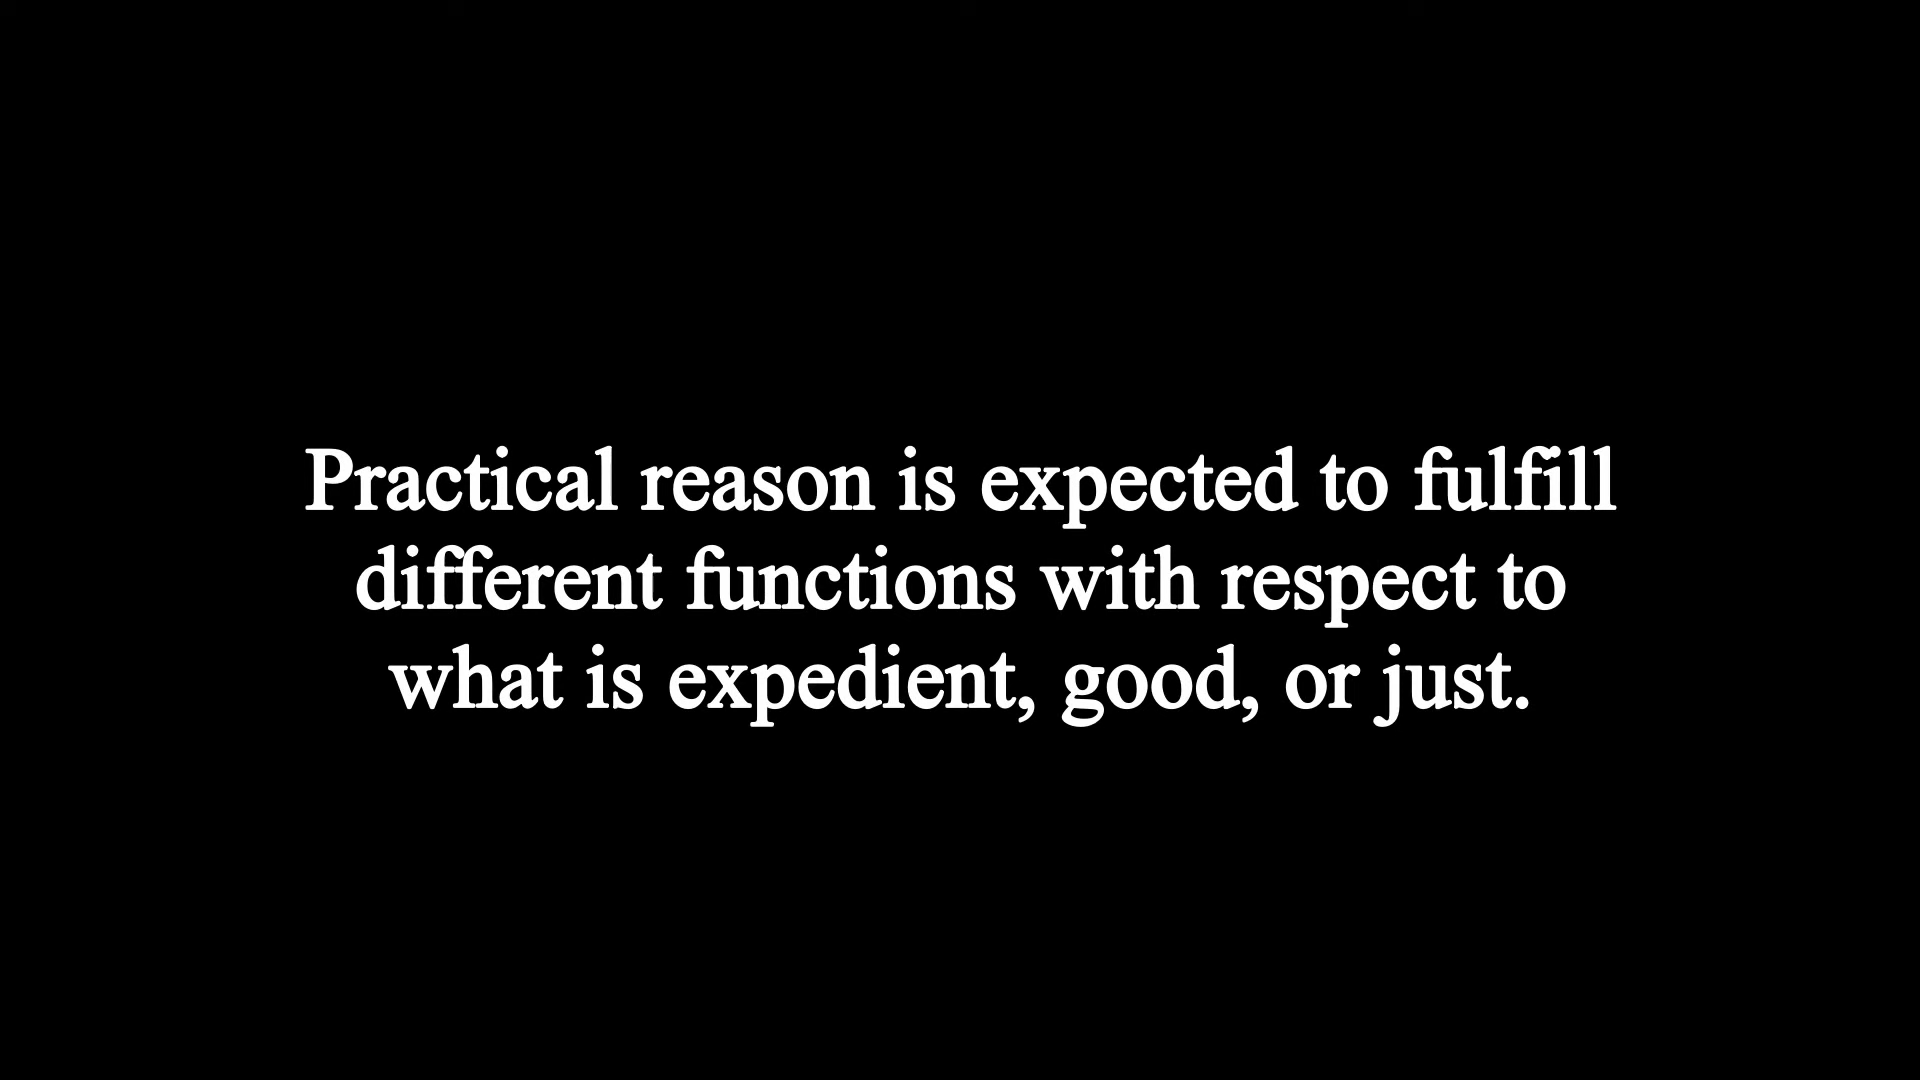 Practical reason is expected to fulfill
different functions with respect to
what is expedient, good, or just.